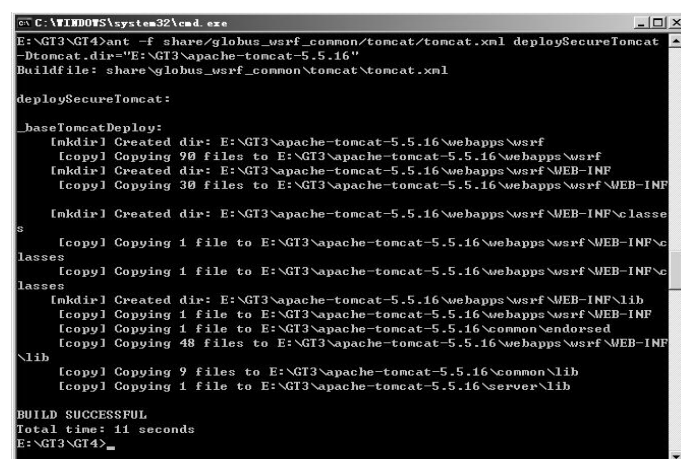 C:\WINDOWS\system32\cmd.exe
E:\GT3\GT4>ant -f share/globus_wsrf_common/tomcat/tomcat.xml deploySecureTomcat
-Dtomcat.dir="E:\GT3\apache-tomcat-5.5.16"
Buildfile: share\globus_wsrf_common\tomcat\tomcat.xml
deploySecureTomcat:
_baseTomcatDeploy:
[mkdir] Created dir: E:\GT3\apache-tomcat-5.5.16\webapps\wsrf
[copy] Copying 90 files to E:\GT3\apache-tomcat-5.5.16\webapps\wsrf
[mkdir] Created dir: E:\GT3\apache-tomcat-5.5.16\webapps\wsrf\WEB-INF
[copy] Copying 30 files to E:\GT3\apache-tomcat-5.5.16\webapps\wsrf\WEB-INF
[mkdir] Created dir: E:\GT3\apache-tomcat-5.5.16\webapps\wsrf\WEB-INF\classe
s
[copy] Copying 1 file to E:\GT3\apache-tomcat-5.5.16\webapps\wsrf\WEB-INF\c
lasses
[copy] Copying 1 file to E:\GT3\apache-tomcat-5.5.16\webapps\wsrf\WEB-INF\c
lasses
[mkdir] Created dir: E:\GT3\apache-tomcat-5.5.16\webapps\wsrf\WEB-INF\lib
[copy] Copying 1 file to E:\GT3\apache-tomcat-5.5.16\webapps\wsrf\WEB-INF
[copy] Copying 1 file to E:\GT3\apache-tomcat-5.5.16\common\endorsed
[copy] Copying 48 files to E:\GT3\apache-tomcat-5.5.16\webapps\wsrf\WEB-INF
\lib
[copy] Copying 9 files to E:\GT3\apache-tomcat-5.5.16\common\lib
[copy] Copying 1 file to E:\GT3\apache-tomcat-5.5.16\server\lib
BUILD SUCCESSFUL
Total time: 11 seconds
E:\GT3\GT4>_